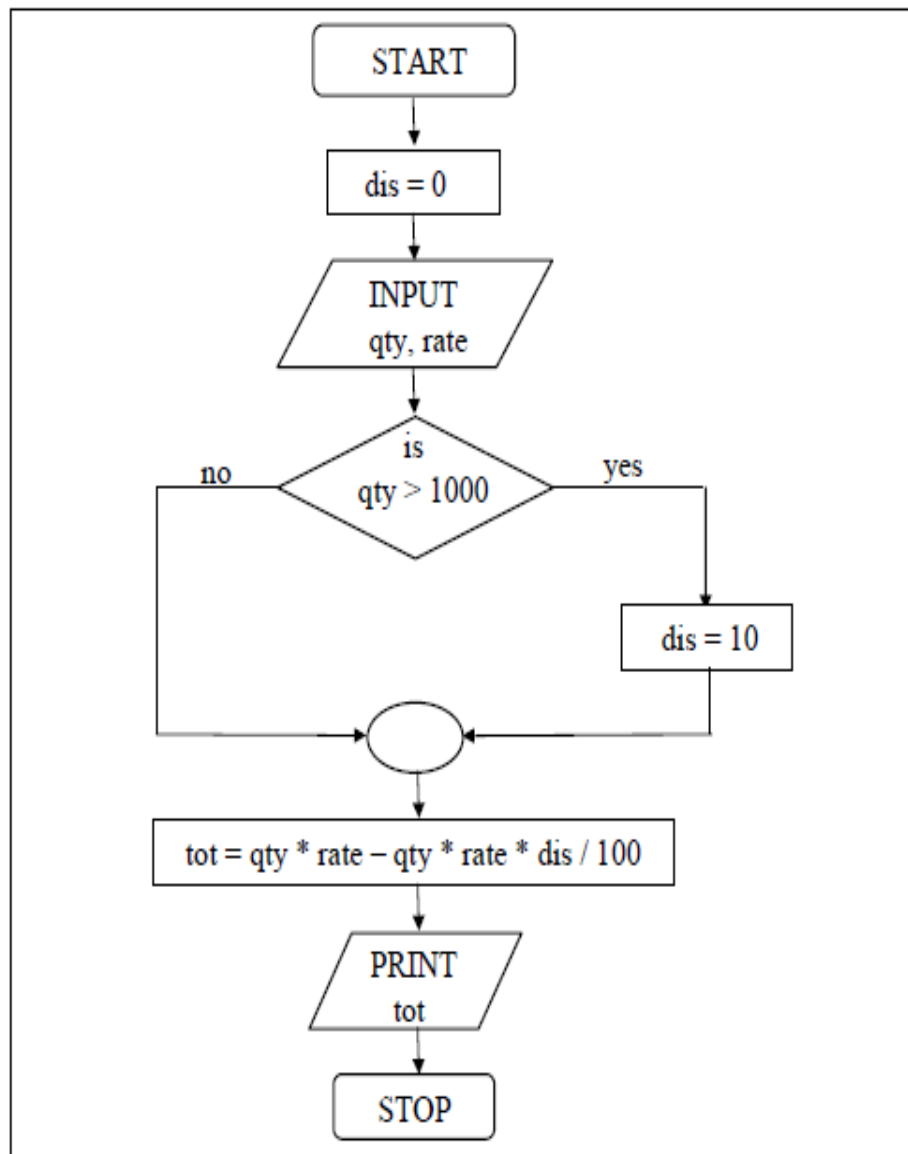 START
dis = 0
INPUT
qty, rate
is
qty > 1000
no
yes
dis = 10
tot = qty * rate – qty * rate * dis / 100
PRINT
tot
STOP